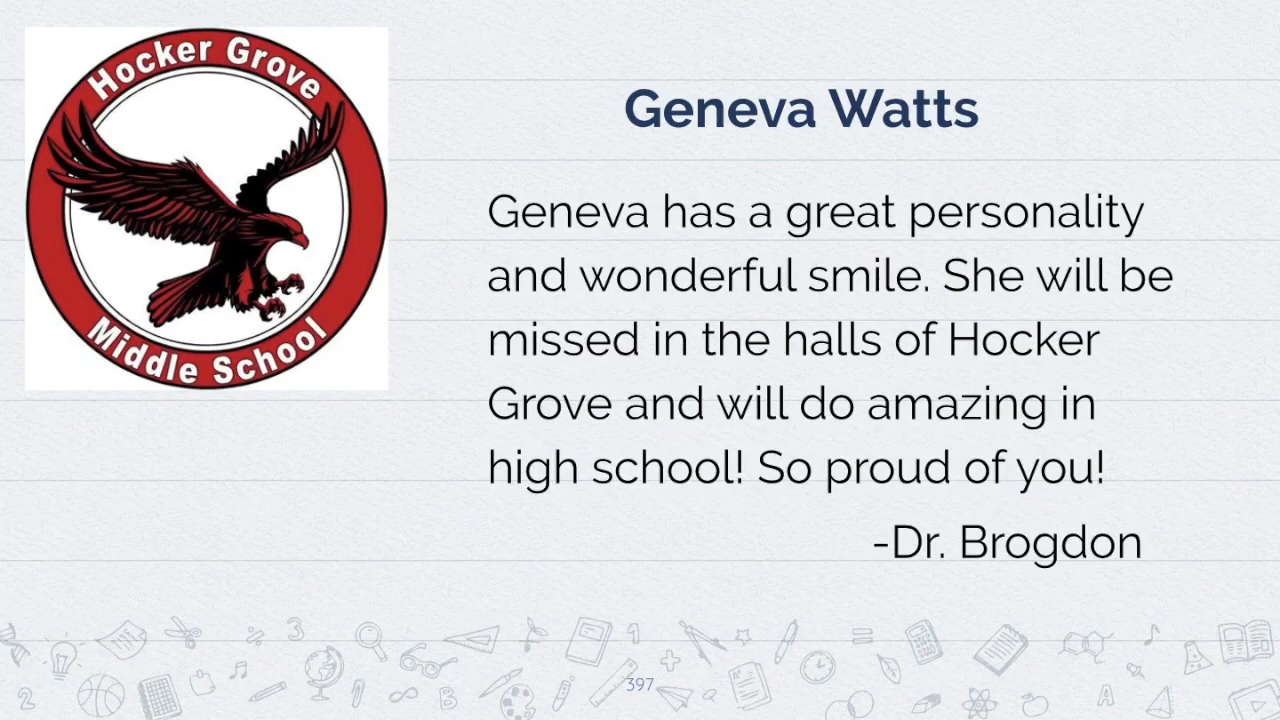 Hocker Grove
Middle School
Geneva Watts
Geneva has a great personality
and wonderful smile. She will be
missed in the halls of Hocker
Grove and will do amazing in
high school! So proud of you!
-Dr. Brogdon
397